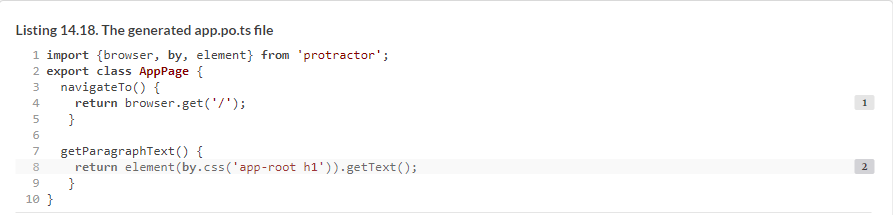 Listing 14.18. The generated app.po.ts file
1 import {browser, by, element} from 'protractor';
2 export class AppPage {
3   navigateTo() {
4     return browser.get('/');    1
5    }
6
7   getParagraphText() {
8     return element(by.css('app-root h1')).getText();    2
9    }
10 }